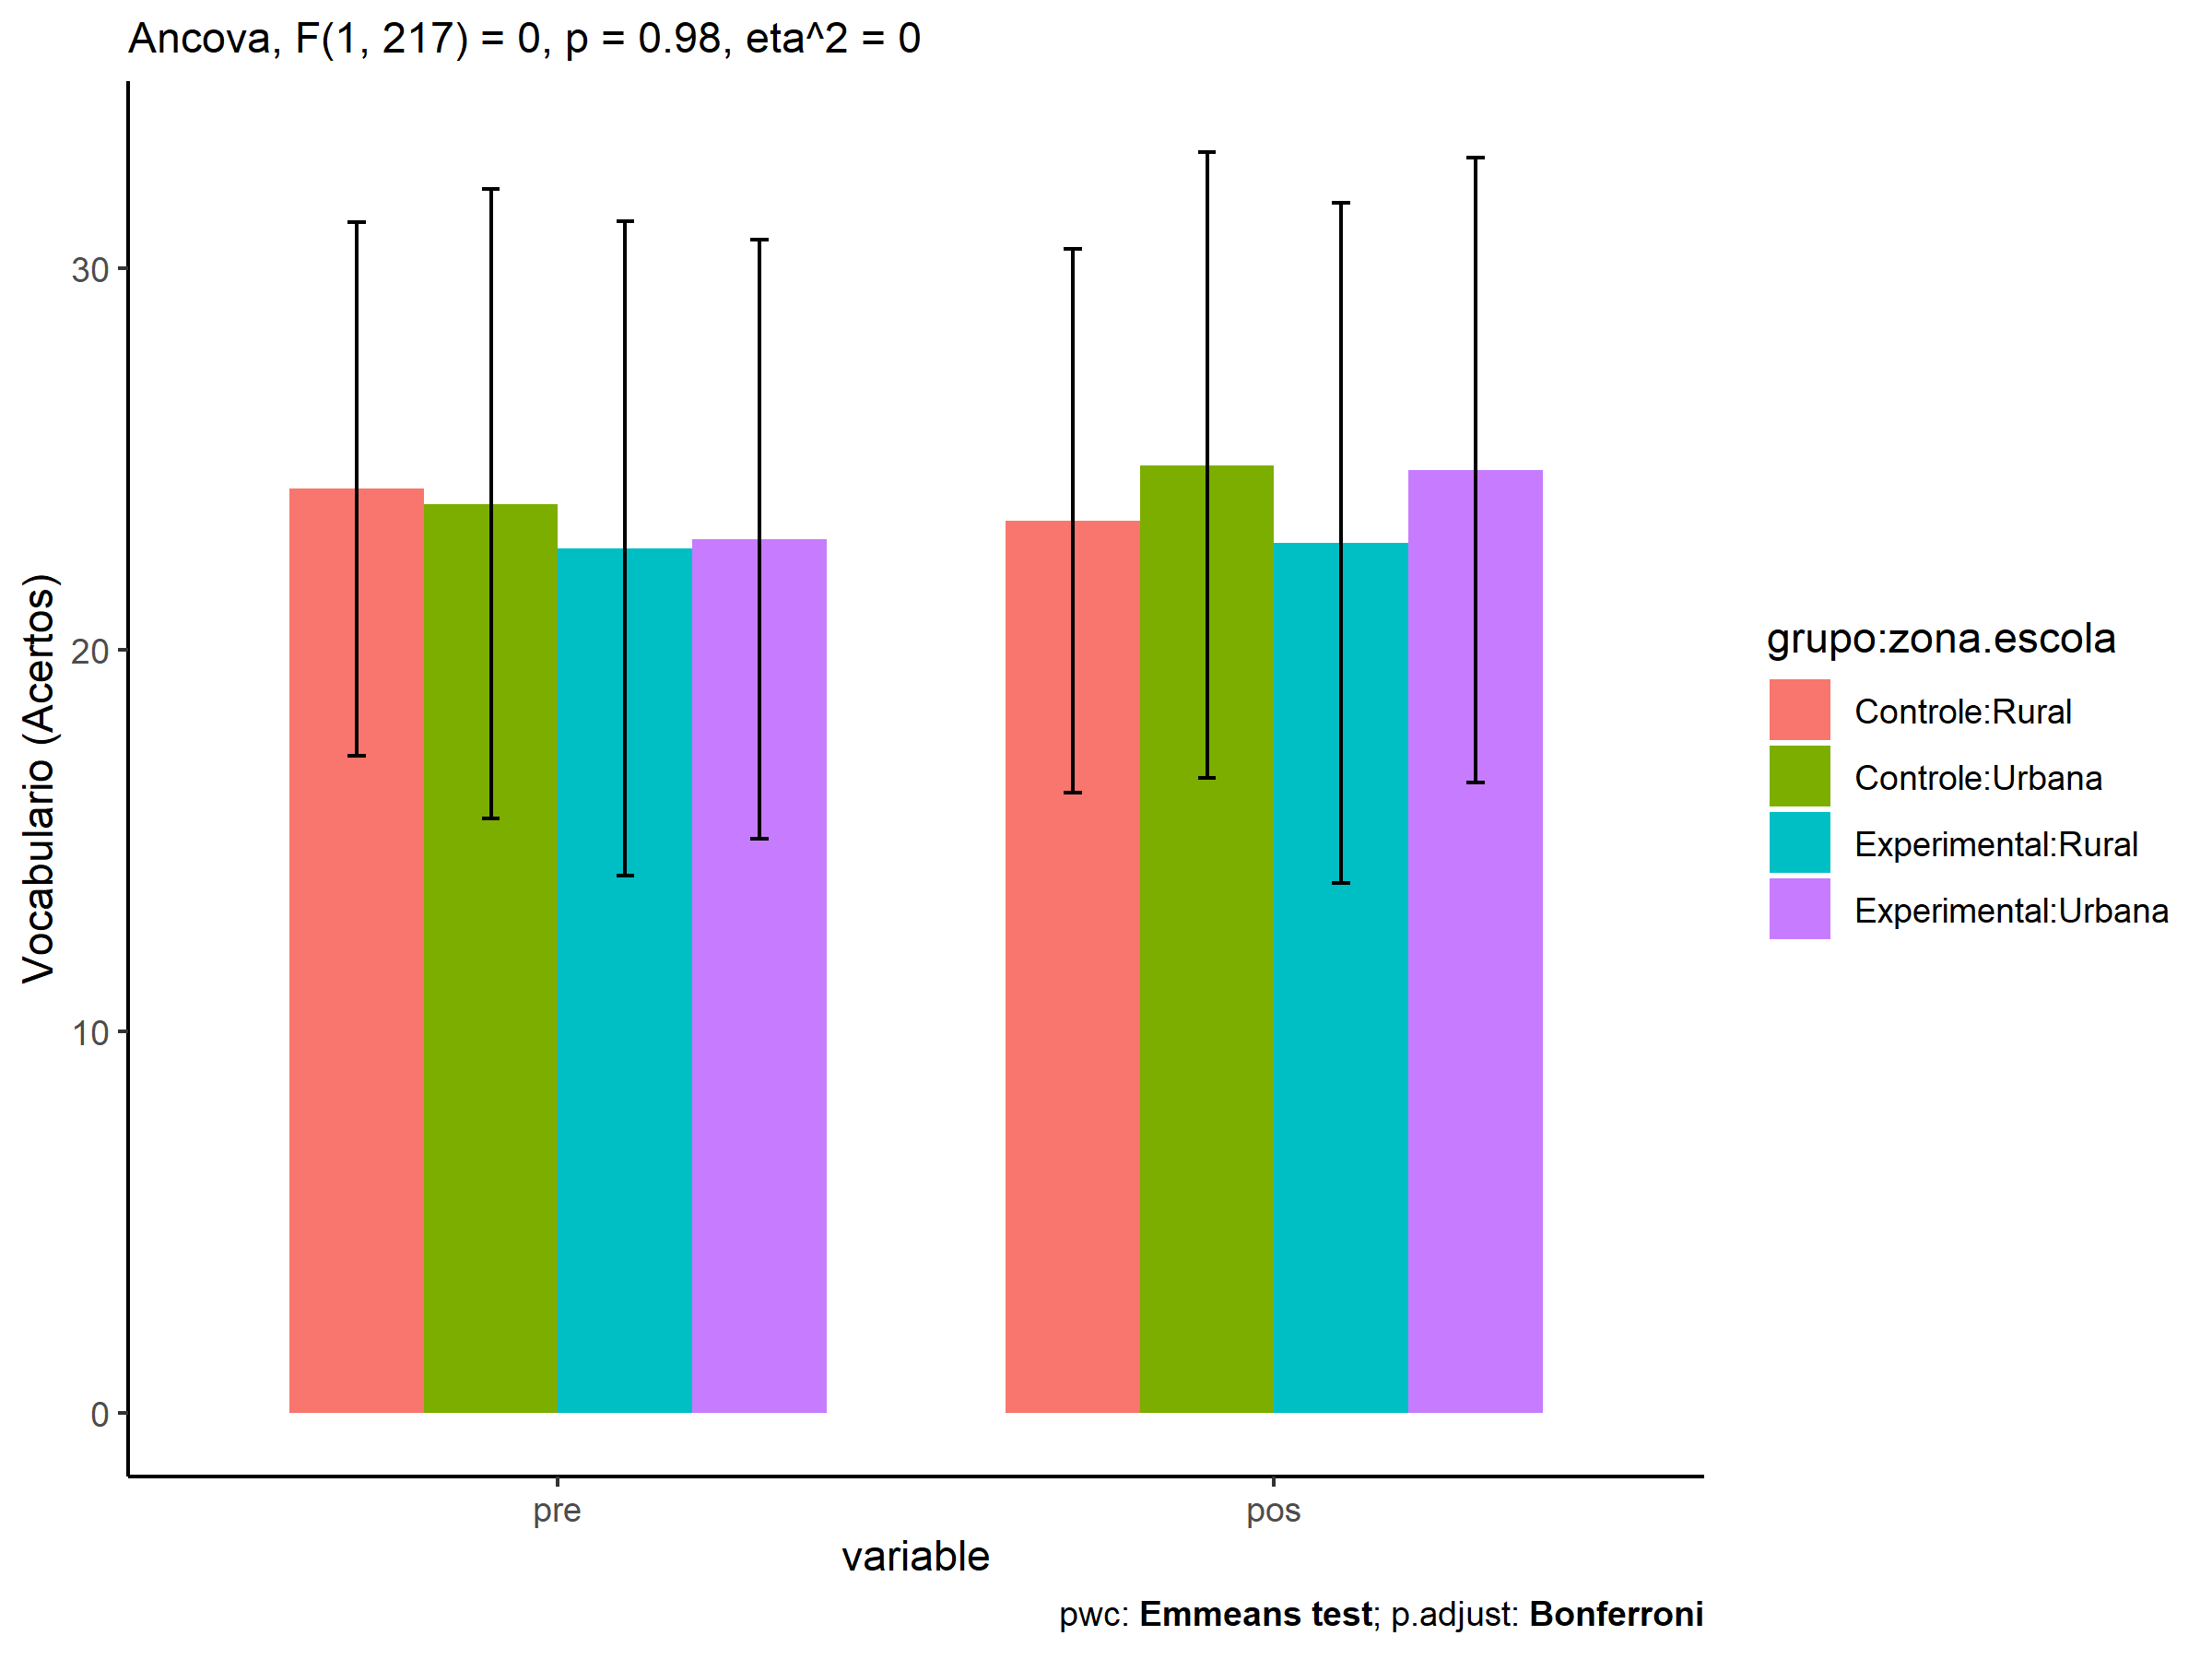 Ancova, F(1, 217) = 0, p = 0.98, eta^2 = 0
Vocabulario (Acertos)
30
20
10
0
pre
pos
variable
grupo:zona.escola
Controle:Rural
Controle:Urbana
Experimental:Rural
Experimental:Urbana
pwc: Emmeans test; p.adjust: Bonferroni